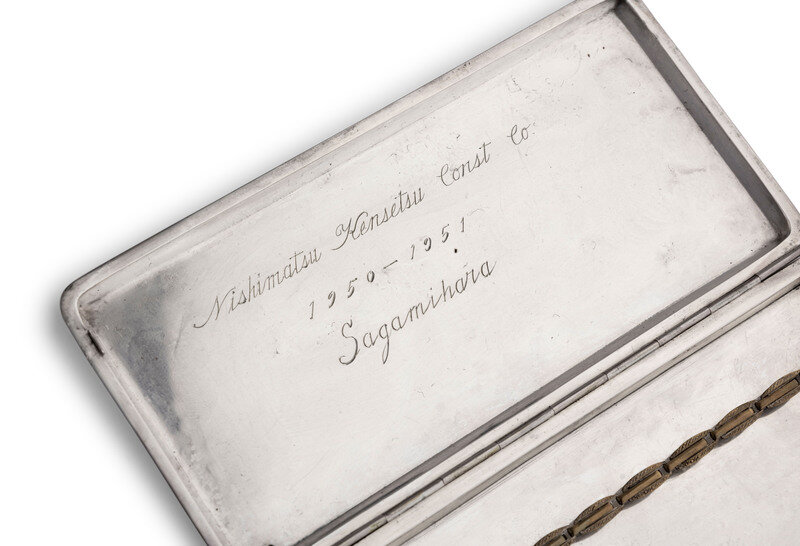 Nishimatsu Kensetsu Const Co.
1950-1951
Sagamihara